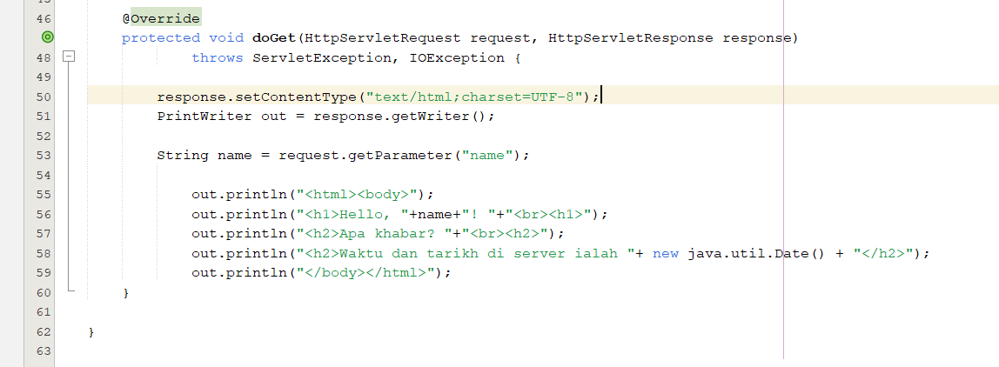 46 @Override
protected void doGet(HttpServletRequest request, HttpServletResponse response)
48 throws ServletException, IOException {
49
50 response.setContentType("text/html;charset=UTF-8");
51 PrintWriter out = response.getWriter();
52
53 String name = request.getParameter("name");
54
55 out.println("<html><body>");
56 out.println("<h1>Hello, "+name+"! "+"<br><h1>");
57 out.println("<h2>Apa khabar? "+"<br><h2>");
58 out.println("<h2>Waktu dan tarikh di server ialah "+ new java.util.Date() + "</h2>");
59 out.println("</body></html>");
60 }
61
62 }
63